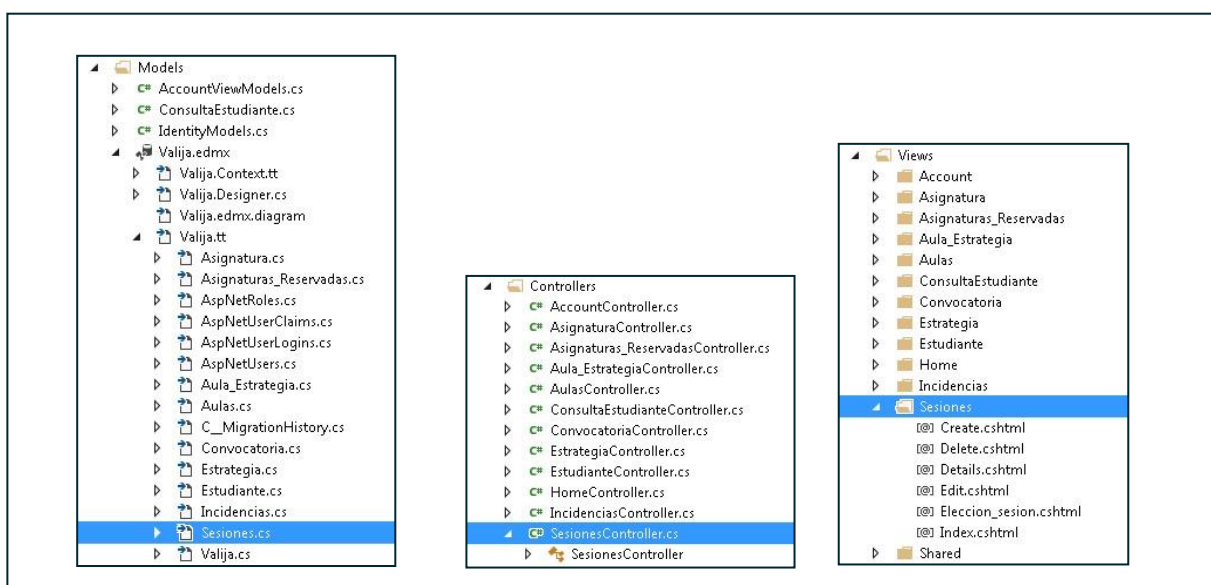 Models
C# AccountViewModels.cs
C# ConsultaEstudiante.cs
C# IdentityModels.cs
Valija.edmx
Valija.Context.tt
Valija.Designer.cs
Valija.edmx.diagram
Valija.tt
Asignatura.cs
Asignaturas_Reservadas.cs
AspNetRoles.cs
AspNetUserClaims.cs
AspNetUserLogins.cs
AspNetUsers.cs
Aula_Estrategia.cs
Aulas.cs
C__MigrationHistory.cs
Convocatoria.cs
Estrategia.cs
Estudiante.cs
Incidencias.cs
Sesiones.cs
Valija.cs
Controllers
C# AccountController.cs
C# AsignaturaController.cs
C# Asignaturas_ReservadasController.cs
C# Aula_EstrategiaController.cs
C# AulasController.cs
C# ConsultaEstudianteController.cs
C# ConvocatoriaController.cs
C# EstrategiaController.cs
C# EstudianteController.cs
C# HomeController.cs
C# IncidenciasController.cs
C# SesionesController.cs
SesionesController
Views
Account
Asignatura
Asignaturas_Reservadas
Aula_Estrategia
Aulas
ConsultaEstudiante
Convocatoria
Estrategia
Estudiante
Home
Incidencias
Sesiones
[@] Create.cshtml
[@] Delete.cshtml
[@] Details.cshtml
[@] Edit.cshtml
[@] Eleccion_sesion.cshtml
[@] Index.cshtml
Shared